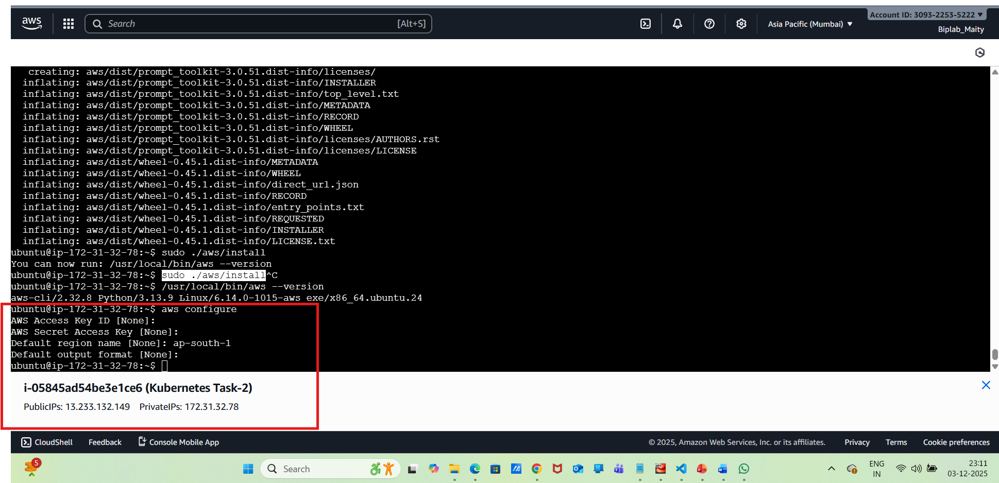 aws
Search [Alt+S]
Asia Pacific (Mumbai)
Account ID: 3093-2253-5222
Biplab_Maity
creating: aws/dist/prompt_toolkit-3.0.51.dist-info/licenses/
inflating: aws/dist/prompt_toolkit-3.0.51.dist-info/INSTALLER
inflating: aws/dist/prompt_toolkit-3.0.51.dist-info/top_level.txt
inflating: aws/dist/prompt_toolkit-3.0.51.dist-info/METADATA
inflating: aws/dist/prompt_toolkit-3.0.51.dist-info/RECORD
inflating: aws/dist/prompt_toolkit-3.0.51.dist-info/WHEEL
inflating: aws/dist/prompt_toolkit-3.0.51.dist-info/licenses/AUTHORS.rst
inflating: aws/dist/prompt_toolkit-3.0.51.dist-info/licenses/LICENSE
inflating: aws/dist/wheel-0.45.1.dist-info/METADATA
inflating: aws/dist/wheel-0.45.1.dist-info/WHEEL
inflating: aws/dist/wheel-0.45.1.dist-info/direct_url.json
inflating: aws/dist/wheel-0.45.1.dist-info/RECORD
inflating: aws/dist/wheel-0.45.1.dist-info/entry_points.txt
inflating: aws/dist/wheel-0.45.1.dist-info/REQUESTED
inflating: aws/dist/wheel-0.45.1.dist-info/INSTALLER
inflating: aws/dist/wheel-0.45.1.dist-info/LICENSE.txt
ubuntu@ip-172-31-32-78:~$ sudo ./aws/install
You can now run: /usr/local/bin/aws --version
ubuntu@ip-172-31-32-78:~$ sudo ./aws/install^C
ubuntu@ip-172-31-32-78:~$ /usr/local/bin/aws --version
aws-cli/2.32.8 Python/3.13.9 Linux/6.14.0-1015-aws exe/x86_64.ubuntu.24
ubuntu@ip-172-31-32-78:~$ aws configure
AWS Access Key ID [None]:
AWS Secret Access Key [None]:
Default region name [None]: ap-south-1
Default output format [None]:
ubuntu@ip-172-31-32-78:~$
i-05845ad54be3e1ce6 (Kubernetes Task-2)
PublicIPs: 13.233.132.149 PrivateIPs: 172.31.32.78
CloudShell Feedback Console Mobile App © 2025, Amazon Web Services, Inc. or its affiliates. Privacy Terms Cookie preferences
5
Search
ENG
IN
23:11
03-12-2025